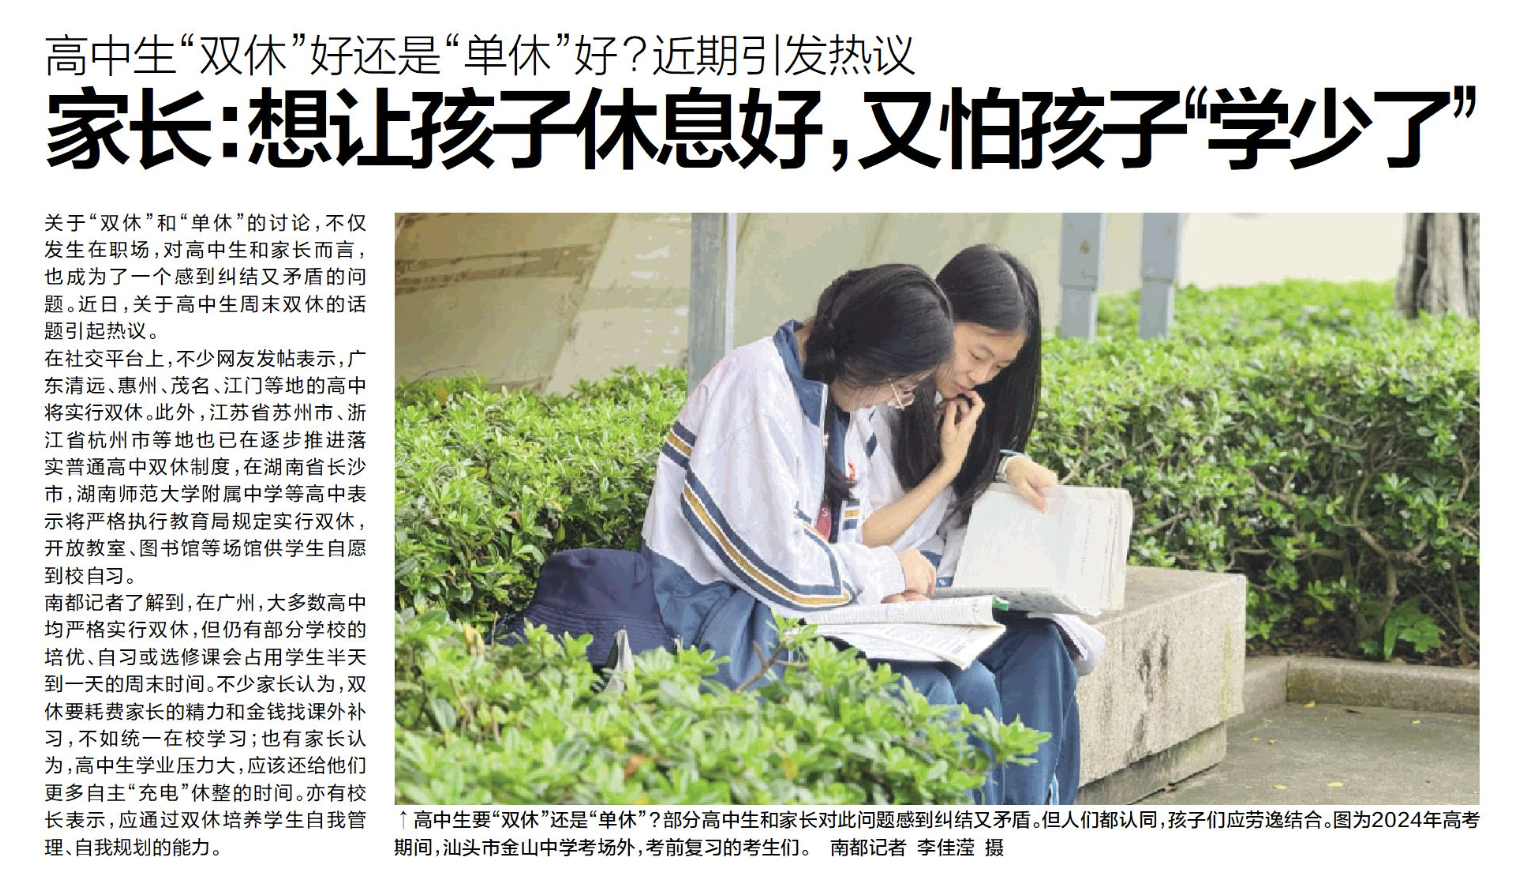 高中生“双休”好还是“单休”好?近期引发热议
家长:想让孩子休息好,又怕孩子“学少了”
关于“双休”和“单休”的讨论,不仅
发生在职场,对高中生和家长而言,
也成为了一个感到纠结又矛盾的问
题。近日,关于高中生周末双休的话
题引起热议。
在社交平台上,不少网友发帖表示,广
东清远、惠州、茂名、江门等地的高中
将实行双休。此外,江苏省苏州市、浙
江省杭州市等地也已在逐步推进落
实普通高中双休制度,在湖南省长沙
市,湖南师范大学附属中学等高中表
示将严格执行教育局规定实行双休,
开放教室、图书馆等场馆供学生自愿
到校自习。
南都记者了解到,在广州,大多数高中
均严格实行双休,但仍有部分学校的
培优、自习或选修课会占用学生半天
到一天的周末时间。不少家长认为,双
休要耗费家长的精力和金钱找课外补
习,不如统一在校学习;也有家长认
为,高中生学业压力大,应该还给他们
更多自主“充电”休整的时间。亦有校
长表示,应通过双休培养学生自我管
理、自我规划的能力。
↑高中生要“双休”还是“单休”?部分高中生和家长对此问题感到纠结又矛盾。但人们都认同,孩子们应劳逸结合。图为2024年高考
期间,汕头市金山中学考场外,考前复习的考生们。 南都记者 李佳滢 摄